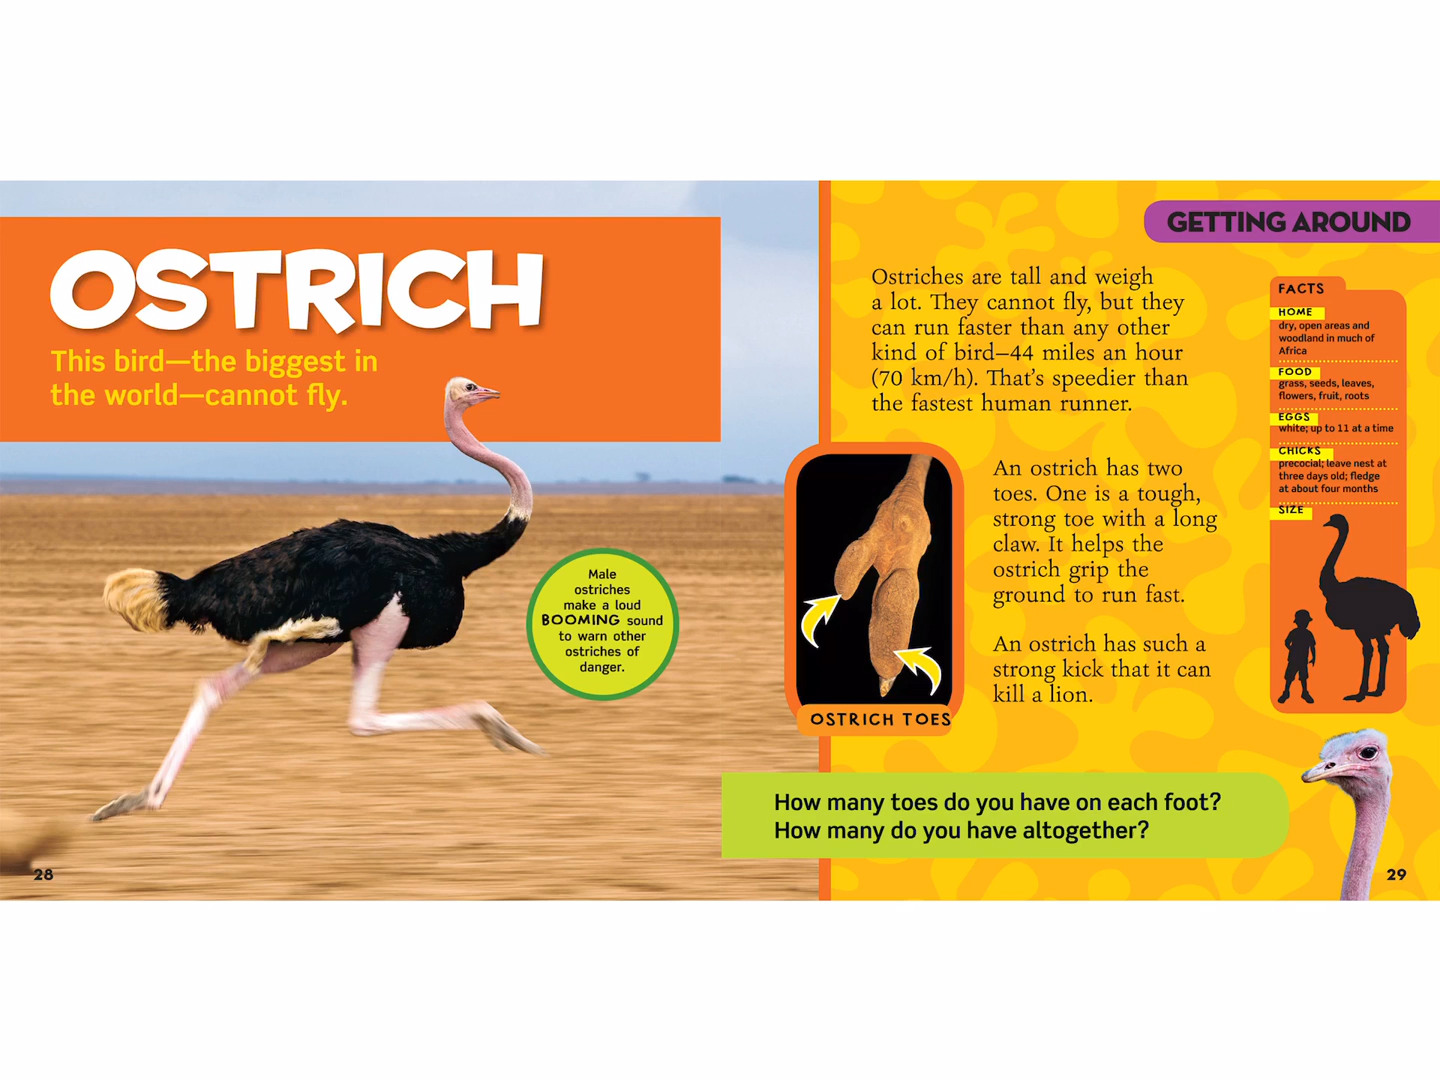 OSTRICH
This bird—the biggest in
the world—cannot fly.
Male
ostriches
make a loud
BOOMING sound
to warn other
ostriches of
danger.
28
GETTING AROUND
Ostriches are tall and weigh
a lot. They cannot fly, but they
can run faster than any other
kind of bird–44 miles an hour
(70 km/h). That's speedier than
the fastest human runner.
An ostrich has two
toes. One is a tough,
strong toe with a long
claw. It helps the
ostrich grip the
ground to run fast.
An ostrich has such a
strong kick that it can
kill a lion.
OSTRICH TOES
FACTS
HOME
dry, open areas and
woodland in much of
Africa
FOOD
grass, seeds, leaves,
flowers, fruit, roots
EGGS
white; up to 11 at a time
CHICKS
precocial; leave nest at
three days old; fledge
at about four months
SIZE
How many toes do you have on each foot?
How many do you have altogether?
29